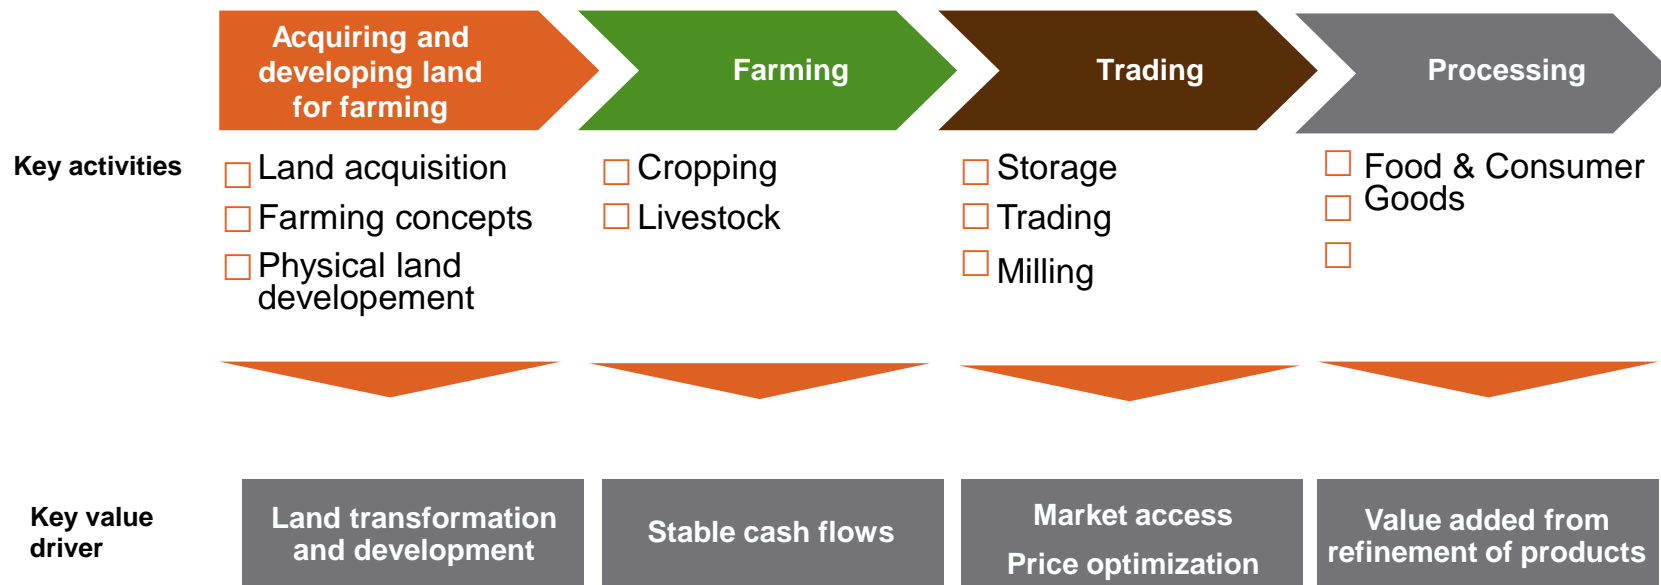 Acquiring and
developing land
for farming
Farming
Trading
Processing
Key activities
Land acquisition
Farming concepts
Physical land
developement
Cropping
Livestock
Storage
Trading
Milling
Food & Consumer
Goods
Key value
driver
Land transformation
and development
Stable cash flows
Market access
Price optimization
Value added from
refinement of products